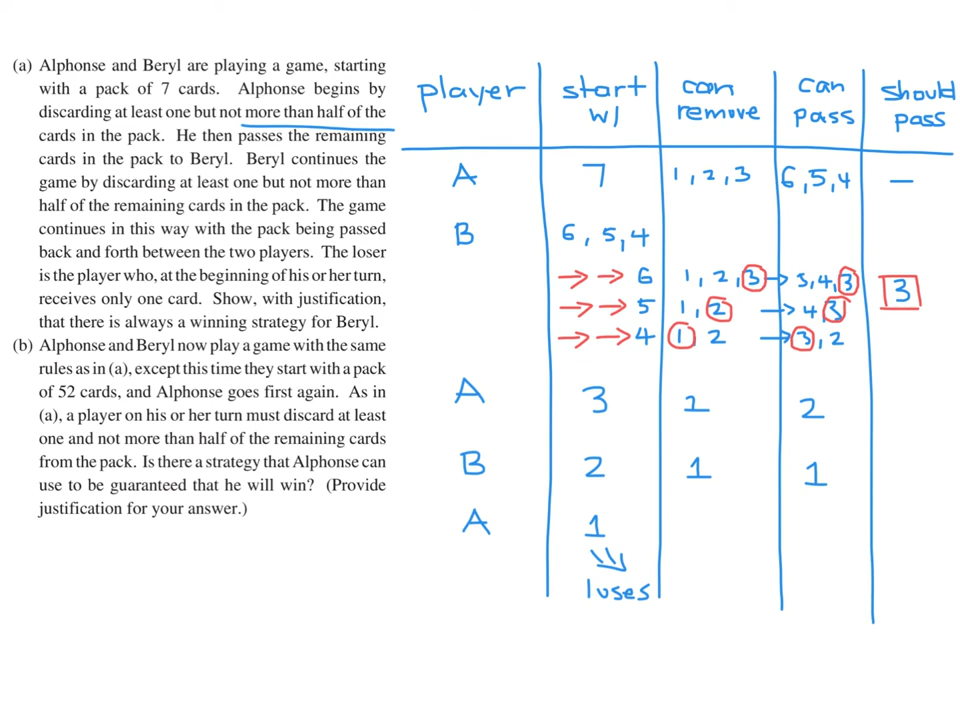 (a) Alphonse and Beryl are playing a game, starting
with a pack of 7 cards. Alphonse begins by
discarding at least one but not more than half of the
cards in the pack. He then passes the remaining
cards in the pack to Beryl. Beryl continues the
game by discarding at least one but not more than
half of the remaining cards in the pack. The game
continues in this way with the pack being passed
back and forth between the two players. The loser
is the player who, at the beginning of his or her turn,
receives only one card. Show, with justification,
that there is always a winning strategy for Beryl.
(b) Alphonse and Beryl now play a game with the same
rules as in (a), except this time they start with a pack
of 52 cards, and Alphonse goes first again. As in
(a), a player on his or her turn must discard at least
one and not more than half of the remaining cards
from the pack. Is there a strategy that Alphonse can
use to be guaranteed that he will win? (Provide
justification for your answer.)
player start w/ can remove can pass should pass
A 7 1, 2, 3 6, 5, 4 —
B 6, 5, 4
→ → 6 1, 2, 3 → 5, 4, 3 3
→ → 5 1, 2 → 4 3
→ → 4 1 2 → 3, 2
A 3 1 2
B 2 1 1
A 1
loses